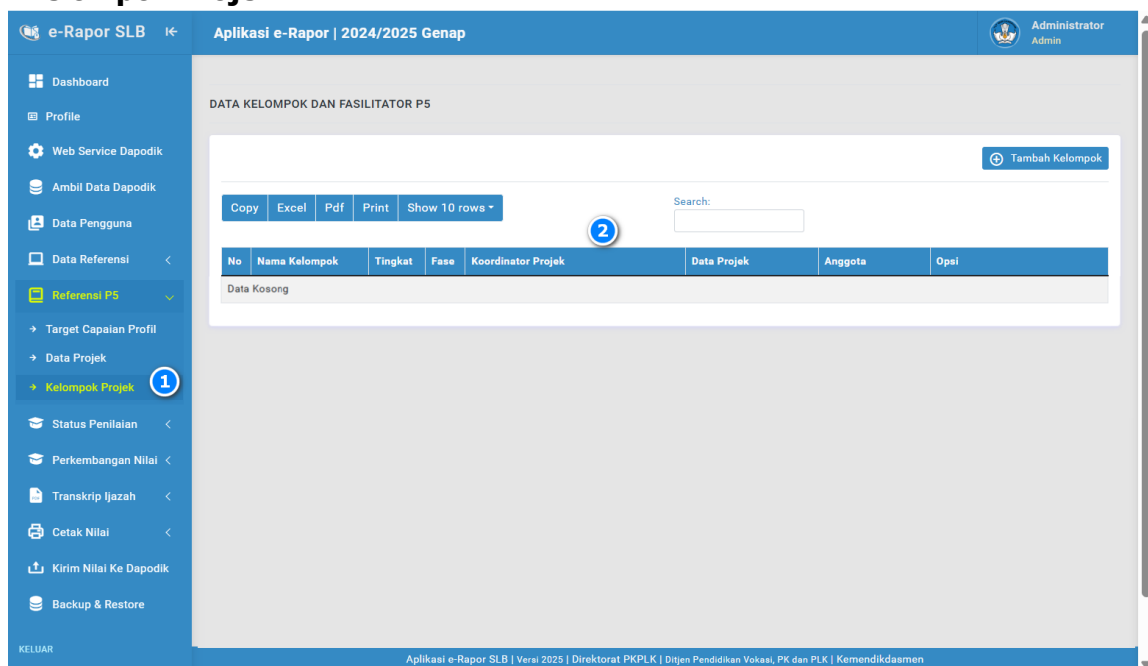 e-Rapor SLB
Aplikasi e-Rapor | 2024/2025 Genap
Administrator
Admin
Dashboard
Profile
Web Service Dapodik
Ambil Data Dapodik
Data Pengguna
Data Referensi
Referensi P5
Target Capaian Profil
Data Projek
Kelompok Projek
1
Status Penilaian
Perkembangan Nilai
Transkrip Ijazah
Cetak Nilai
Kirim Nilai Ke Dapodik
Backup & Restore
KELUAR
DATA KELOMPOK DAN FASILITATOR P5
Tambah Kelompok
Copy Excel Pdf Print Show 10 rows
Search:
2
No Nama Kelompok Tingkat Fase Koordinator Projek Data Projek Anggota Opsi
Data Kosong
Aplikasi e-Rapor SLB | Versi 2025 | Direktorat PKPLK | Ditjen Pendidikan Vokasi, PK dan PLK | Kemendikdasmen